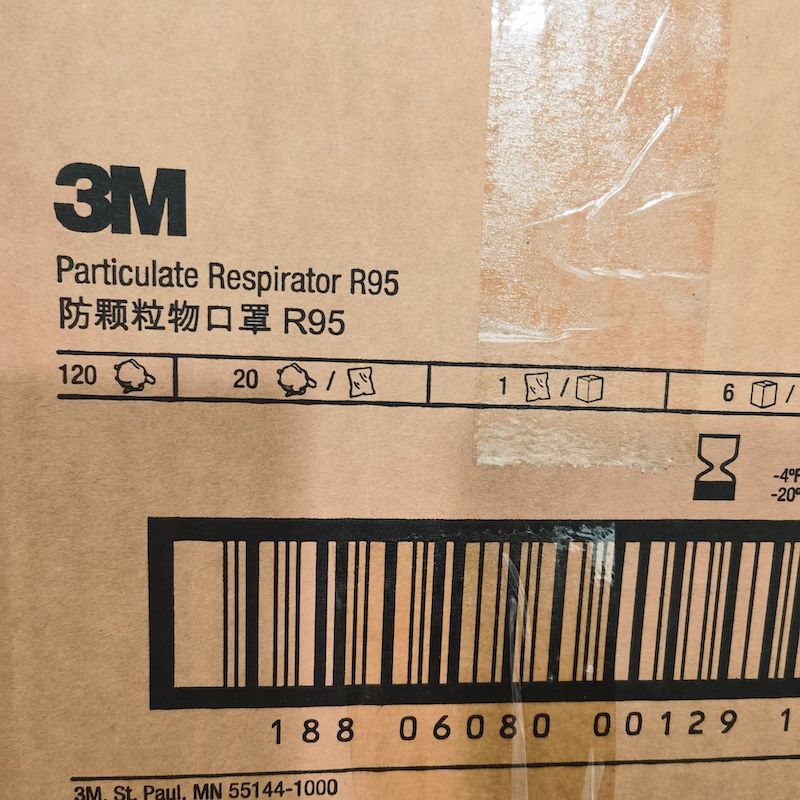 3M
Particulate Respirator R95
防颗粒物口罩 R95
120 20 / 1 / 6 /
-4°F
-20°
188 06080 00129 1
3M, St. Paul, MN 55144-1000